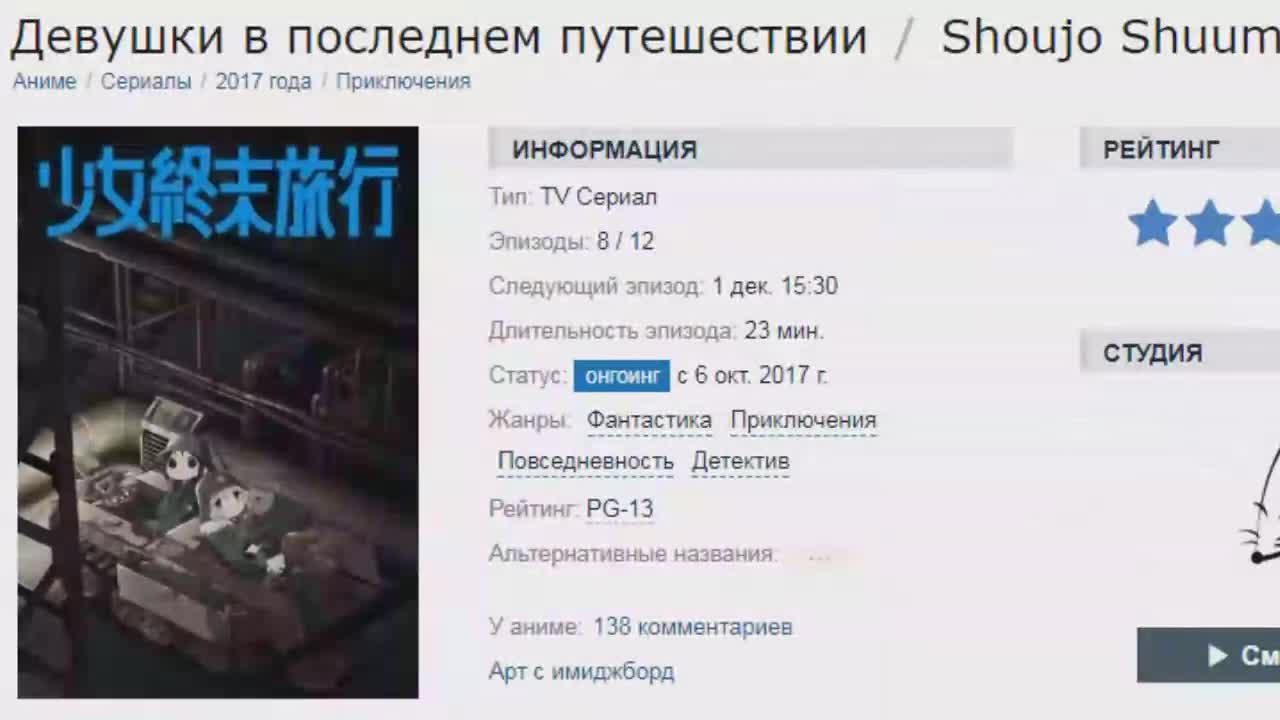 Девушки в последнем путешествии / Shoujo Shuum
Аниме / Сериалы / 2017 года / Приключения
少女終末旅行
ИНФОРМАЦИЯ
Тип: TV Сериал
Эпизоды: 8 / 12
Следующий эпизод: 1 дек. 15:30
Длительность эпизода: 23 мин.
Статус: онгоинг с 6 окт. 2017 г.
Жанры: Фантастика Приключения
Повседневность Детектив
Рейтинг: PG-13
Альтернативные названия: ...
У аниме: 138 комментариев
Арт с имиджборд
РЕЙТИНГ
СТУДИЯ
См